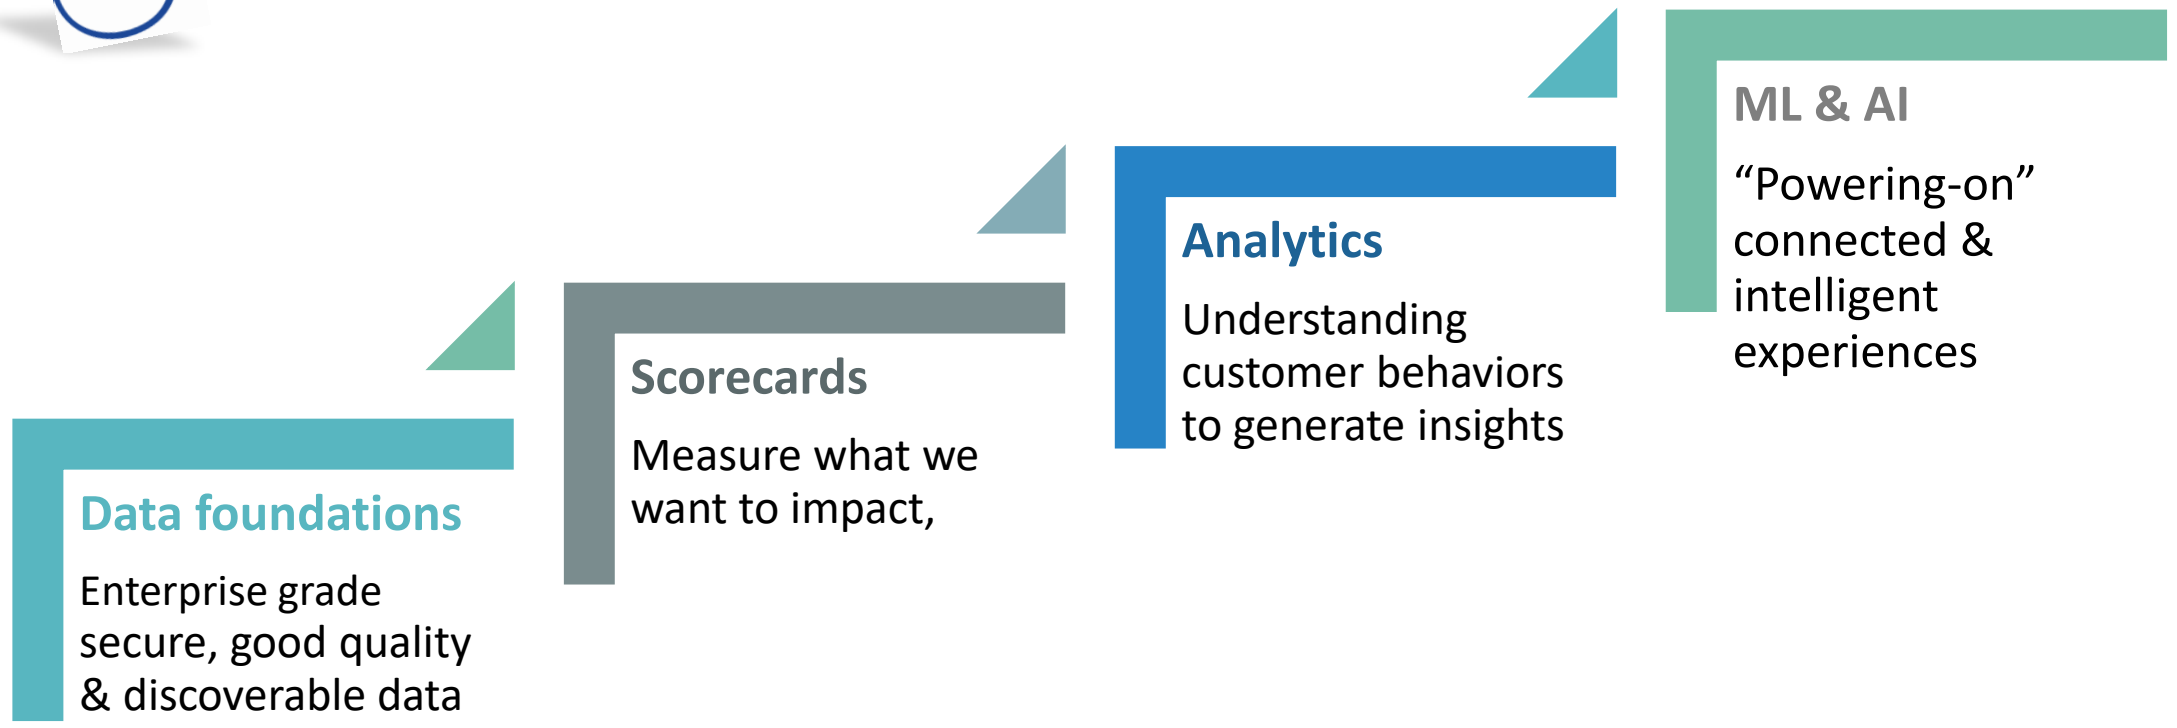 Data foundations
Enterprise grade
secure, good quality
& discoverable data
Scorecards
Measure what we
want to impact,
Analytics
Understanding
customer behaviors
to generate insights
ML & AI
“Powering-on”
connected &
intelligent
experiences